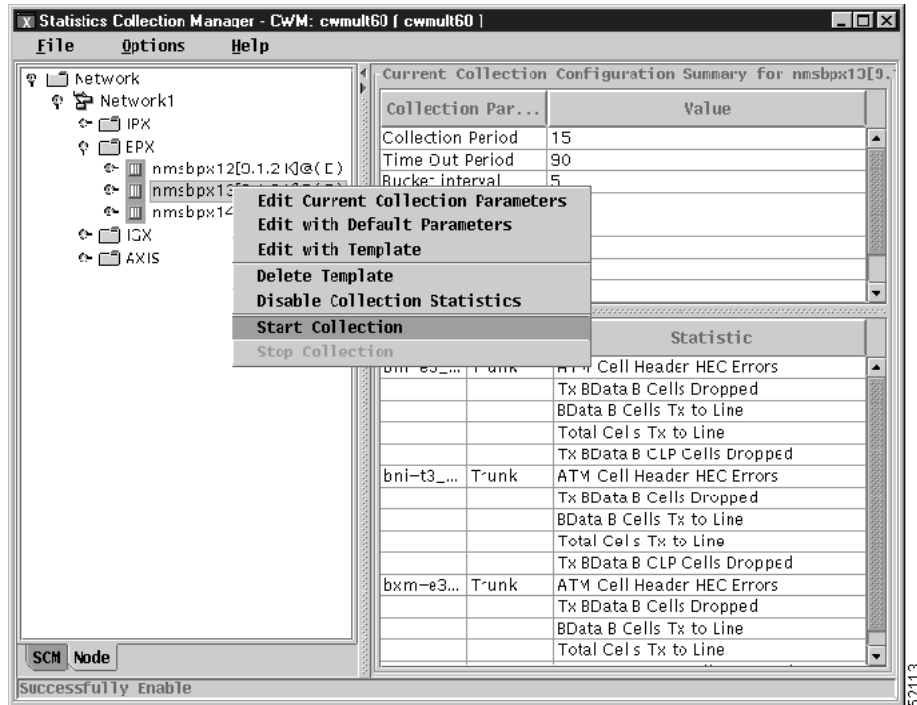 Statistics Collection Manager - CWM: cwmult60 [ cwmult60 ]
File Options Help
Network
Network1
IPX
BPX
nmsbpx12[9.1.2K]@(E)
nmsbpx13
nmsbpx14
IGX
AXIS
SCM Node
Current Collection Configuration Summary for nmsbpx13[9.
Collection Par... Value
Collection Period 15
Time Out Period 90
Bucket interval 5
Edit Current Collection Parameters
Edit with Default Parameters
Edit with Template
Delete Template
Disable Collection Statistics
Start Collection
Stop Collection
Statistic
bni-e3_... Trunk ATM Cell Header HEC Errors
Tx BData B Cells Dropped
BData B Cells Tx to Line
Total Cells Tx to Line
Tx BData B CLP Cells Dropped
bni-t3_... Trunk ATM Cell Header HEC Errors
Tx BData B Cells Dropped
BData B Cells Tx to Line
Total Cells Tx to Line
Tx BData B CLP Cells Dropped
bxm-e3... Trunk ATM Cell Header HEC Errors
Tx BData B Cells Dropped
BData B Cells Tx to Line
Total Cells Tx to Line
Successfully Enable
52113